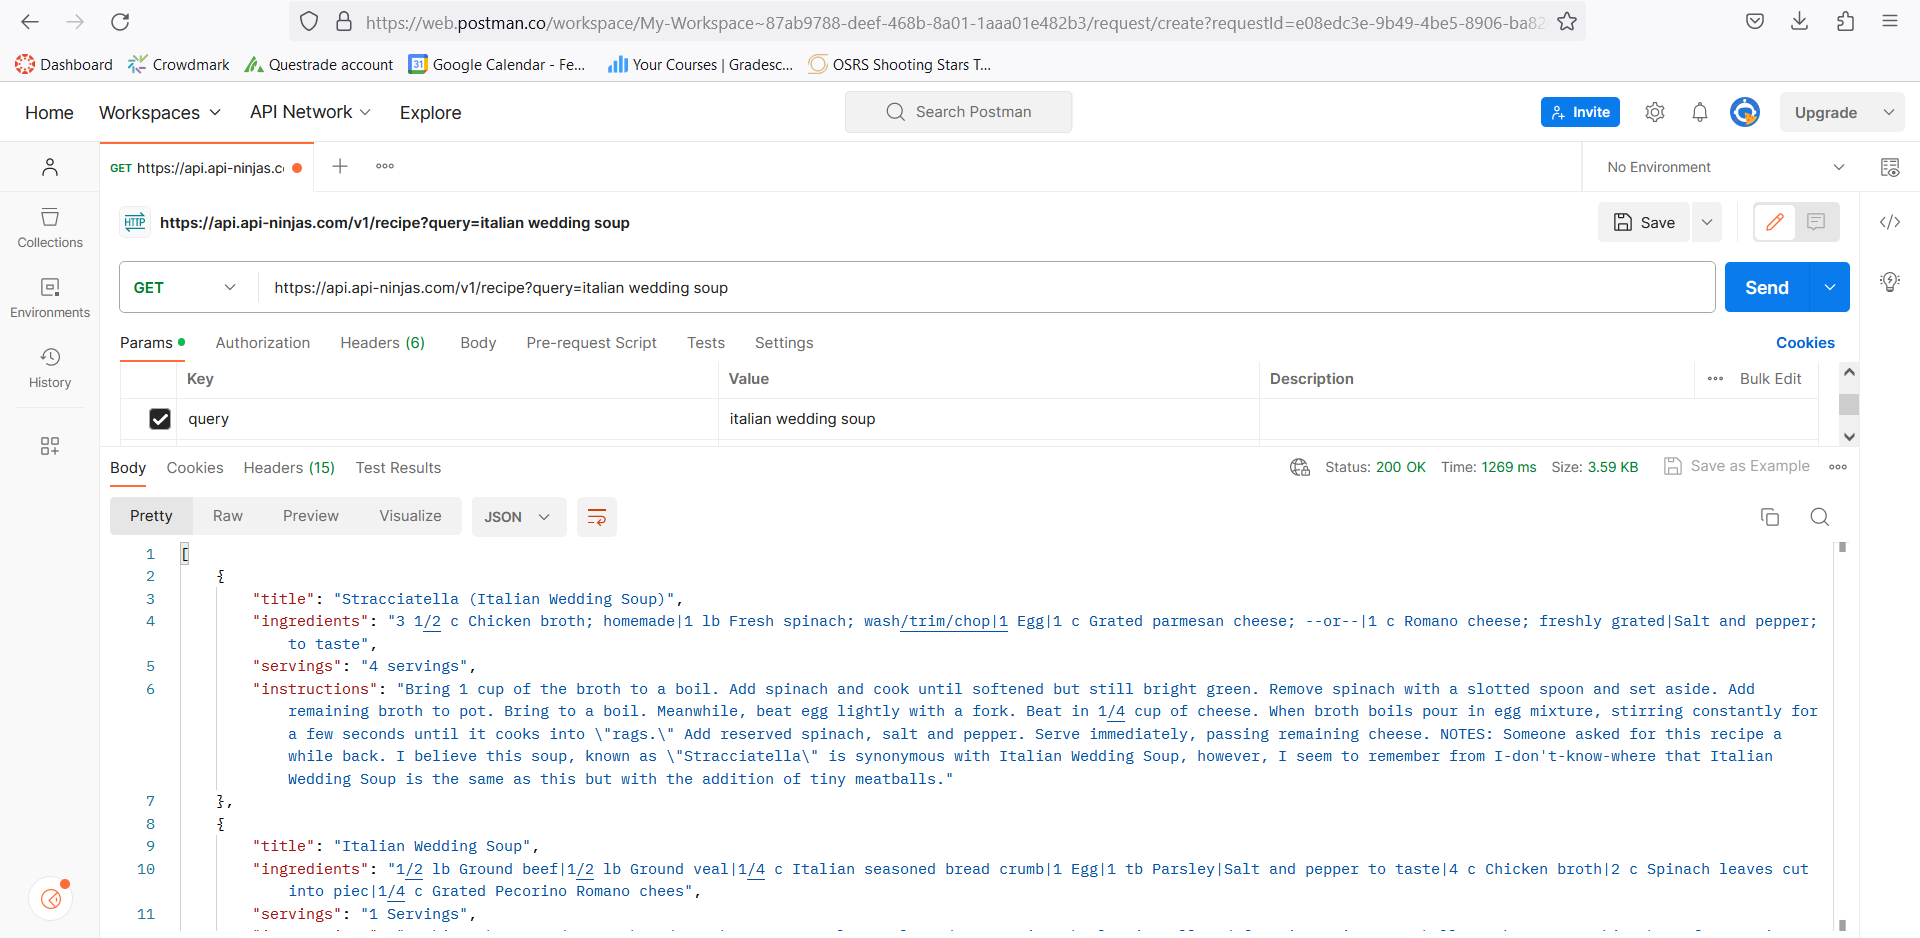 https://web.postman.co/workspace/My-Workspace~87ab9788-deef-468b-8a01-1aaa01e482b3/request/create?requestId=e08edc3e-9b49-4be5-8906-ba82
Dashboard Crowdmark Questrade account 31 Google Calendar - Fe... Your Courses | Gradesc... OSRS Shooting Stars T...
Home Workspaces API Network Explore Search Postman Invite Upgrade
GET https://api.api-ninjas.c No Environment
HTTP https://api.api-ninjas.com/v1/recipe?query=italian wedding soup Save
Collections
GET https://api.api-ninjas.com/v1/recipe?query=italian wedding soup Send
Environments
Params Authorization Headers (6) Body Pre-request Script Tests Settings Cookies
History
Key Value Description Bulk Edit
query italian wedding soup
Body Cookies Headers (15) Test Results Status: 200 OK Time: 1269 ms Size: 3.59 KB Save as Example
Pretty Raw Preview Visualize JSON
1 [
2 {
3 "title": "Stracciatella (Italian Wedding Soup)",
4 "ingredients": "3 1/2 c Chicken broth; homemade|1 lb Fresh spinach; wash/trim/chop|1 Egg|1 c Grated parmesan cheese; --or--|1 c Romano cheese; freshly grated|Salt and pepper;
to taste",
5 "servings": "4 servings",
6 "instructions": "Bring 1 cup of the broth to a boil. Add spinach and cook until softened but still bright green. Remove spinach with a slotted spoon and set aside. Add
remaining broth to pot. Bring to a boil. Meanwhile, beat egg lightly with a fork. Beat in 1/4 cup of cheese. When broth boils pour in egg mixture, stirring constantly for
a few seconds until it cooks into \"rags.\" Add reserved spinach, salt and pepper. Serve immediately, passing remaining cheese. NOTES: Someone asked for this recipe a
while back. I believe this soup, known as \"Stracciatella\" is synonymous with Italian Wedding Soup, however, I seem to remember from I-don't-know-where that Italian
Wedding Soup is the same as this but with the addition of tiny meatballs."
7 },
8 {
9 "title": "Italian Wedding Soup",
10 "ingredients": "1/2 lb Ground beef|1/2 lb Ground veal|1/4 c Italian seasoned bread crumb|1 Egg|1 tb Parsley|Salt and pepper to taste|4 c Chicken broth|2 c Spinach leaves cut
into piec|1/4 c Grated Pecorino Romano chees",
11 "servings": "1 Servings",